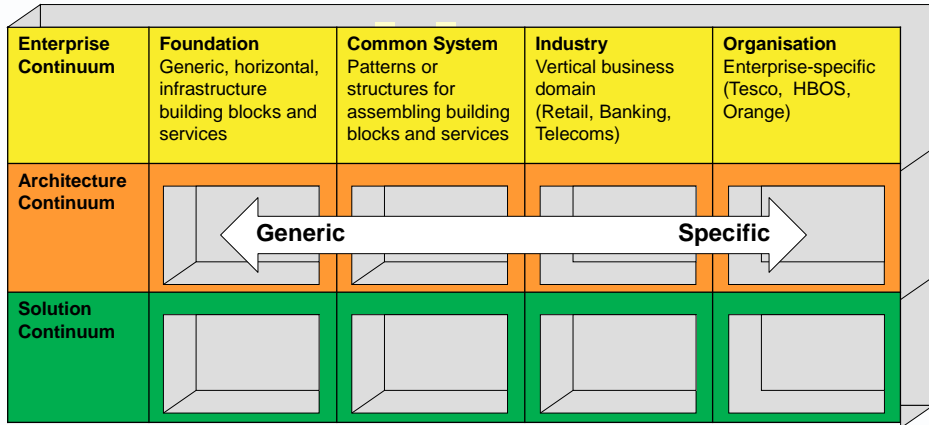 Enterprise
Continuum
Foundation
Generic, horizontal,
infrastructure
building blocks and
services
Common System
Patterns or
structures for
assembling building
blocks and services
Industry
Vertical business
domain
(Retail, Banking,
Telecoms)
Organisation
Enterprise-specific
(Tesco, HBOS,
Orange)
Architecture
Continuum
Generic
Specific
Solution
Continuum